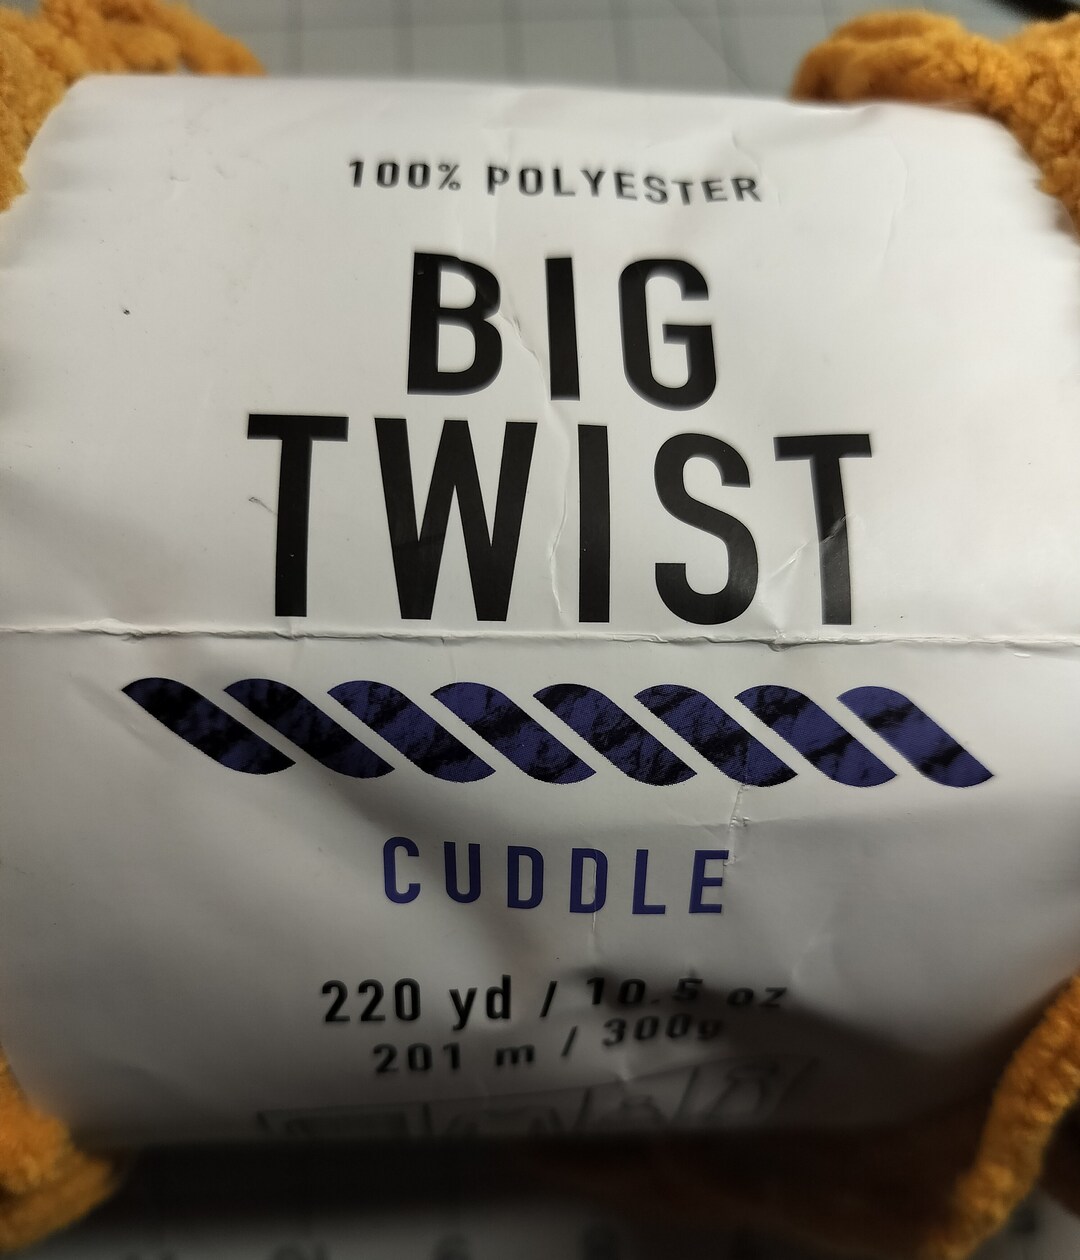 100% POLYESTER
BIG
TWIST
CUDDLE
220 yd / 10.5 oz
201 m / 300g